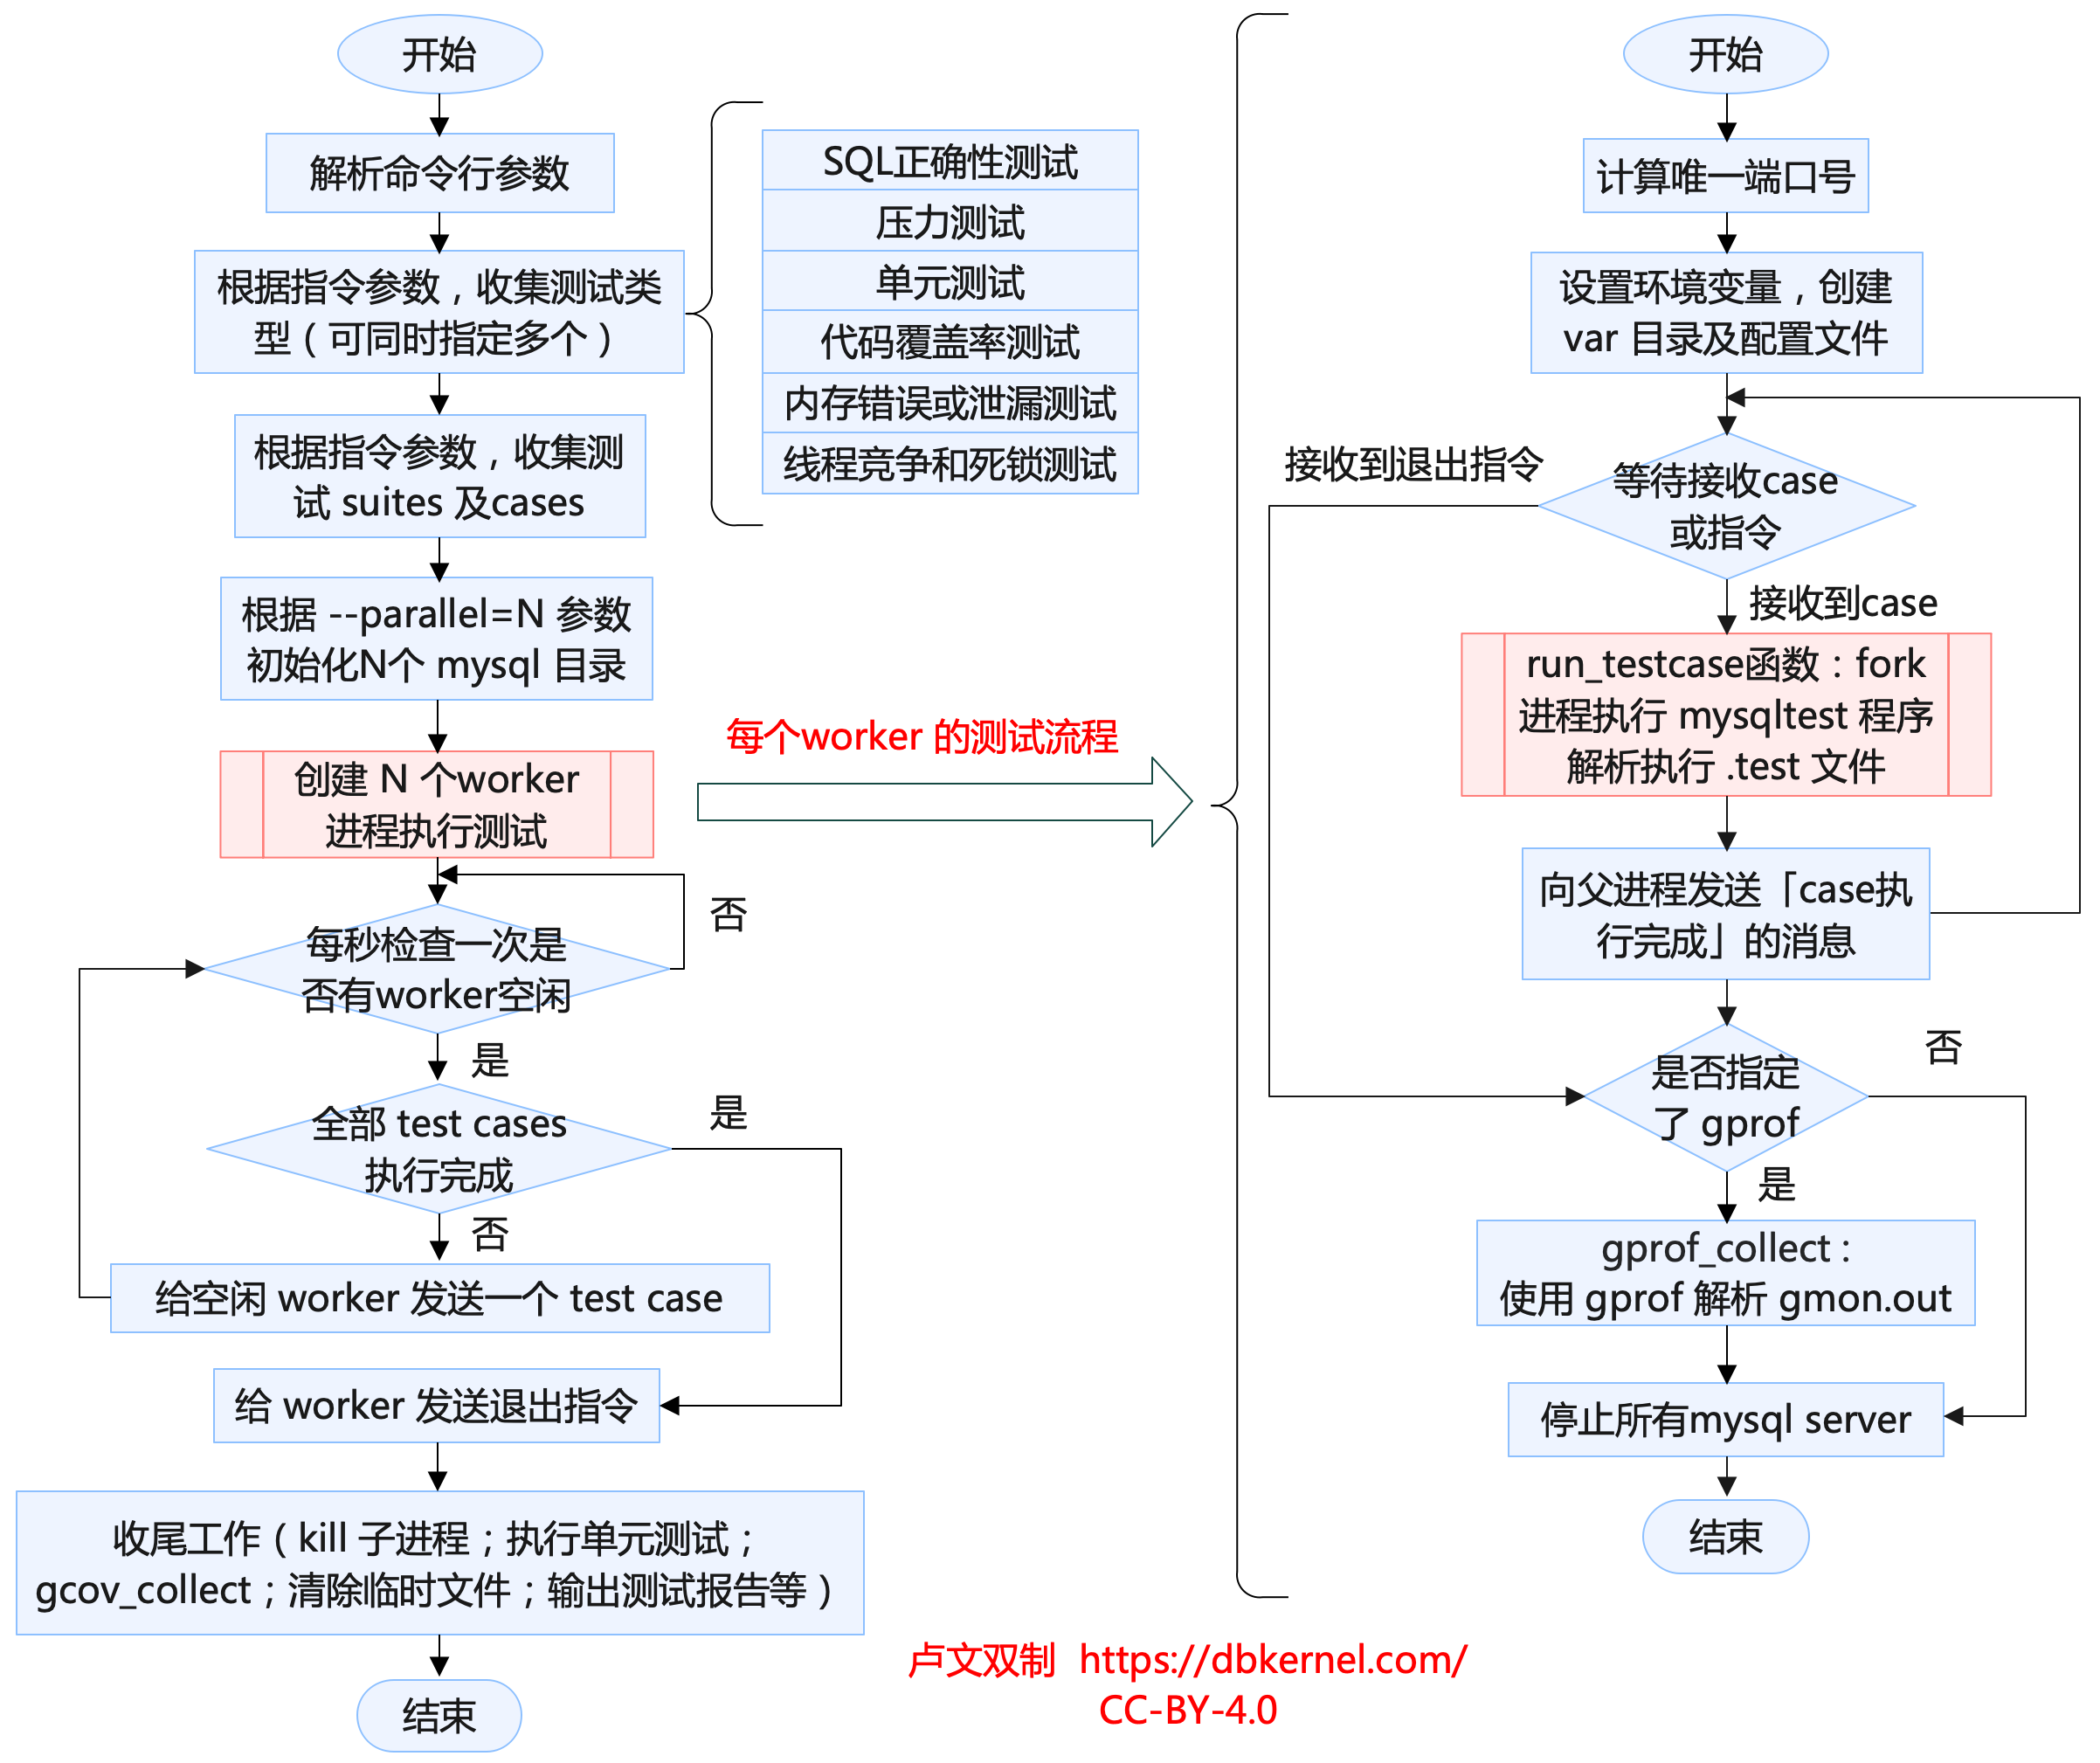 开始
解析命令行参数
根据指令参数，收集测试类
型（可同时指定多个）
SQL正确性测试
压力测试
单元测试
代码覆盖率测试
内存错误或泄漏测试
线程竞争和死锁测试
根据指令参数，收集测
试 suites 及cases
根据 --parallel=N 参数
初始化N个 mysql 目录
创建 N 个worker
进程执行测试
每个worker 的测试流程
否
每秒检查一次是
否有worker空闲
是
全部 test cases
执行完成
是
否
给空闲 worker 发送一个 test case
给 worker 发送退出指令
收尾工作（kill 子进程；执行单元测试；
gcov_collect；清除临时文件；输出测试报告等）
结束
开始
计算唯一端口号
设置环境变量，创建
var 目录及配置文件
接收到退出指令
等待接收case
或指令
接收到case
run_testcase函数：fork
进程执行 mysqltest 程序
解析执行 .test 文件
向父进程发送「case执
行完成」的消息
是否指定
了 gprof
否
是
gprof_collect：
使用 gprof 解析 gmon.out
停止所有mysql server
结束
卢文双制 https://dbkernel.com/
CC-BY-4.0